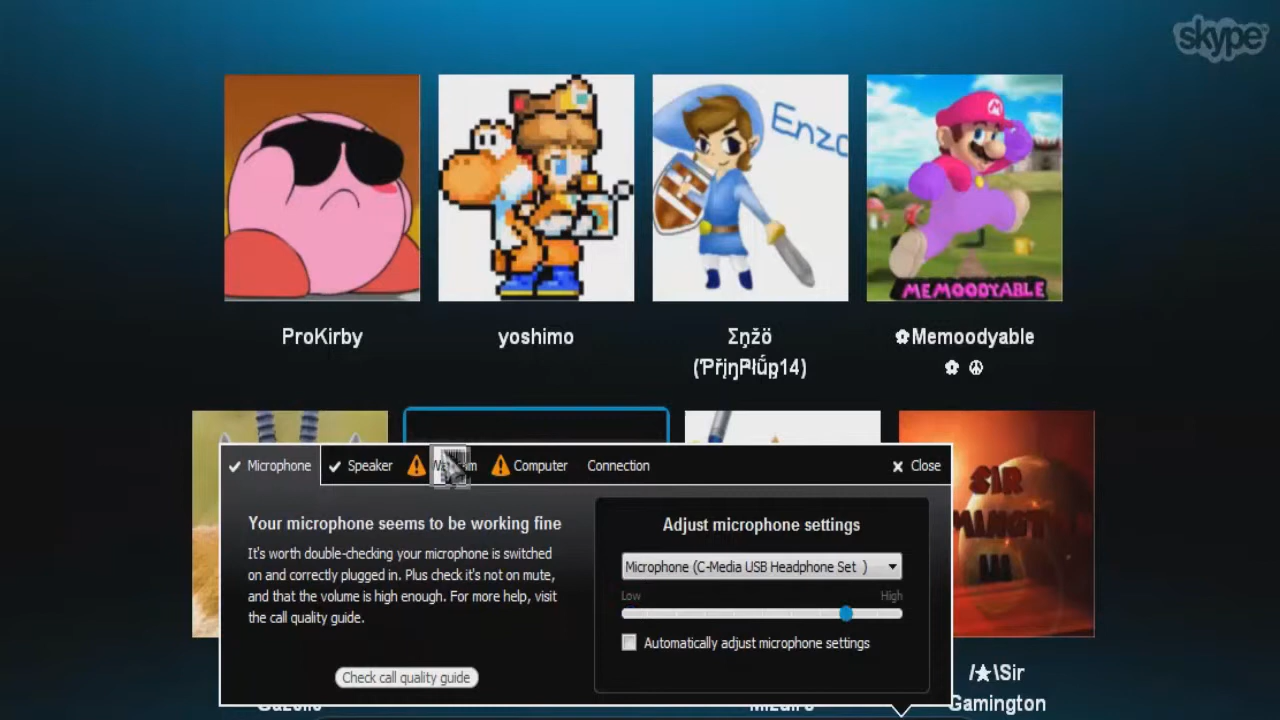 skype
Enzo
MEMOODYABLE
ProKirby
yoshimo
✿Memoodyable
✿ ☮
Microphone
Speaker
Computer
Connection
Close
Your microphone seems to be working fine
It's worth double-checking your microphone is switched
on and correctly plugged in. Plus check it's not on mute,
and that the volume is high enough. For more help, visit
the call quality guide.
Check call quality guide
Adjust microphone settings
Microphone (C-Media USB Headphone Set )
Low
High
Automatically adjust microphone settings
SIR
III
/★\Sir
Gamington